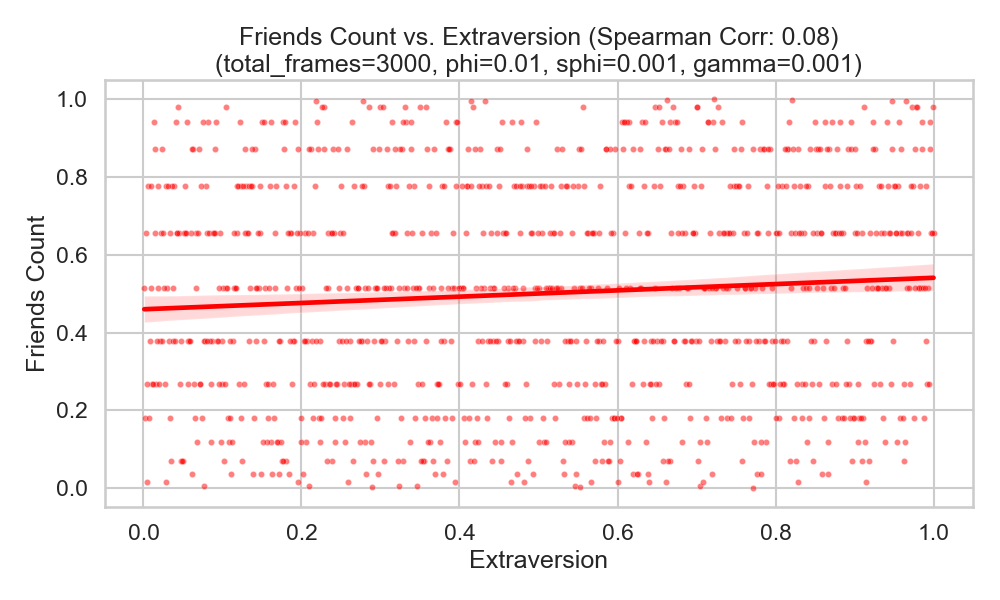 Friends Count vs. Extraversion (Spearman Corr: 0.08)
(total_frames=3000, phi=0.01, sphi=0.001, gamma=0.001)
1.0
0.8
0.6
0.4
0.2
0.0
Friends Count
0.0 0.2 0.4 0.6 0.8 1.0
Extraversion